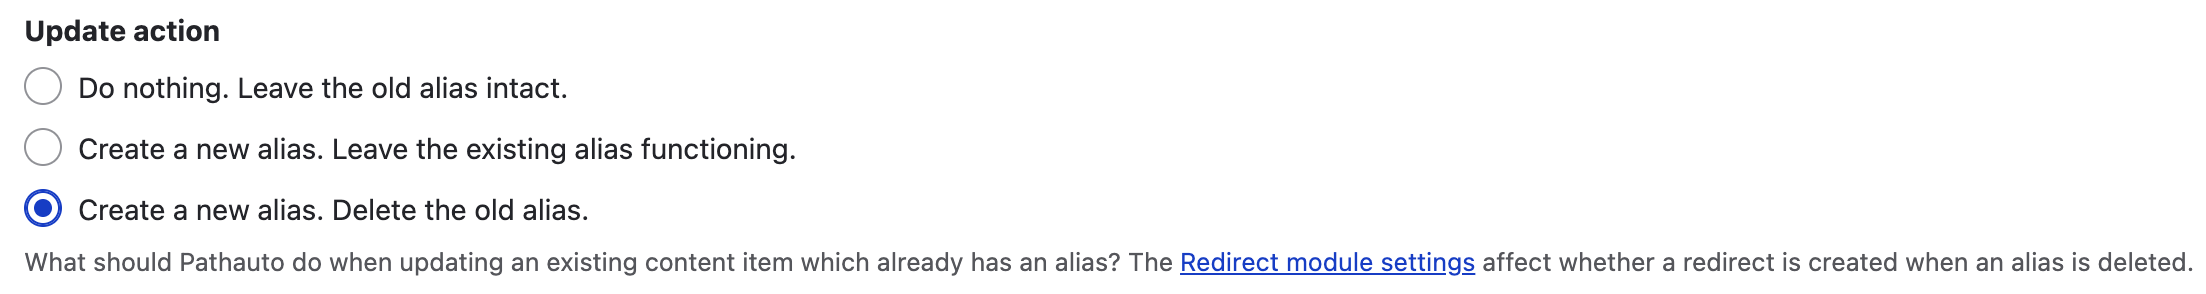 Update action
Do nothing. Leave the old alias intact.
Create a new alias. Leave the existing alias functioning.
Create a new alias. Delete the old alias.
What should Pathauto do when updating an existing content item which already has an alias? The Redirect module settings affect whether a redirect is created when an alias is deleted.